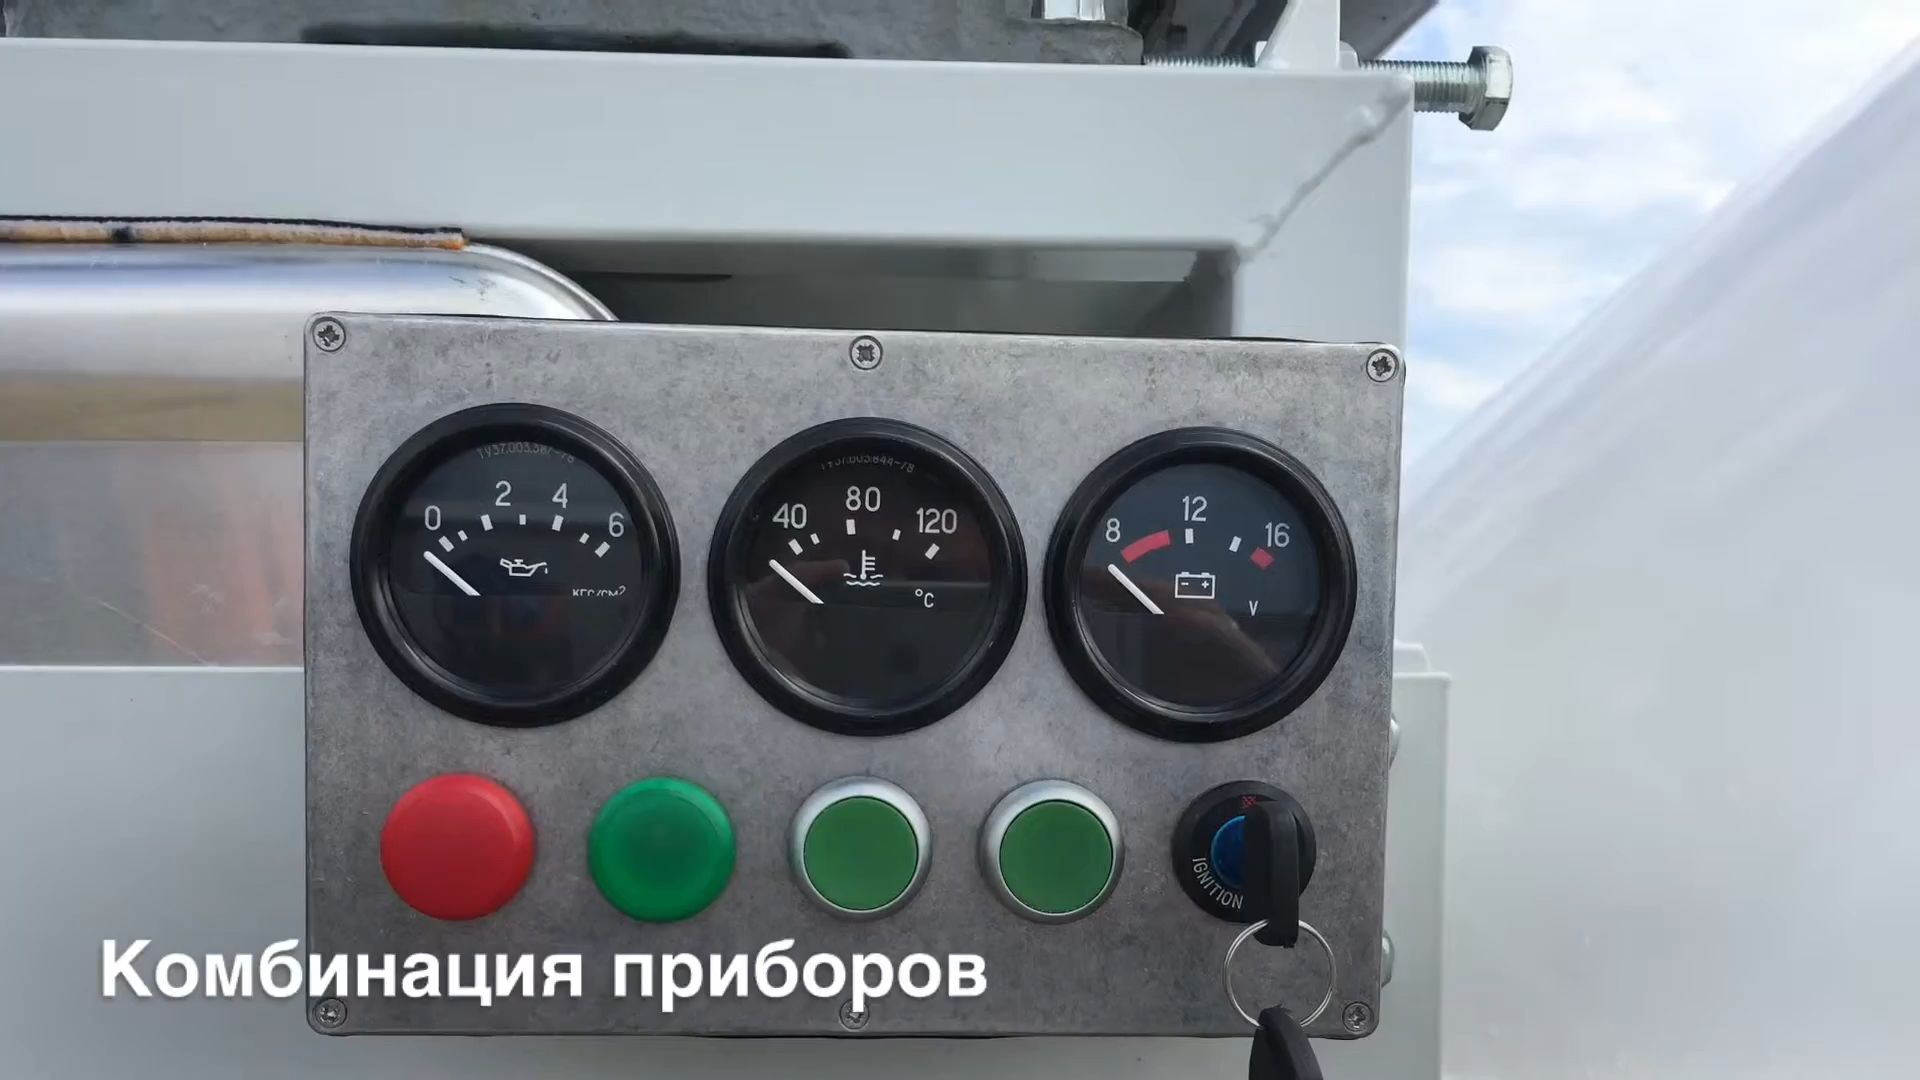 0 2 4 6
кгс/см²
40 80 120
°C
8 12 16
- +
V
IGNITION
Комбинация приборов